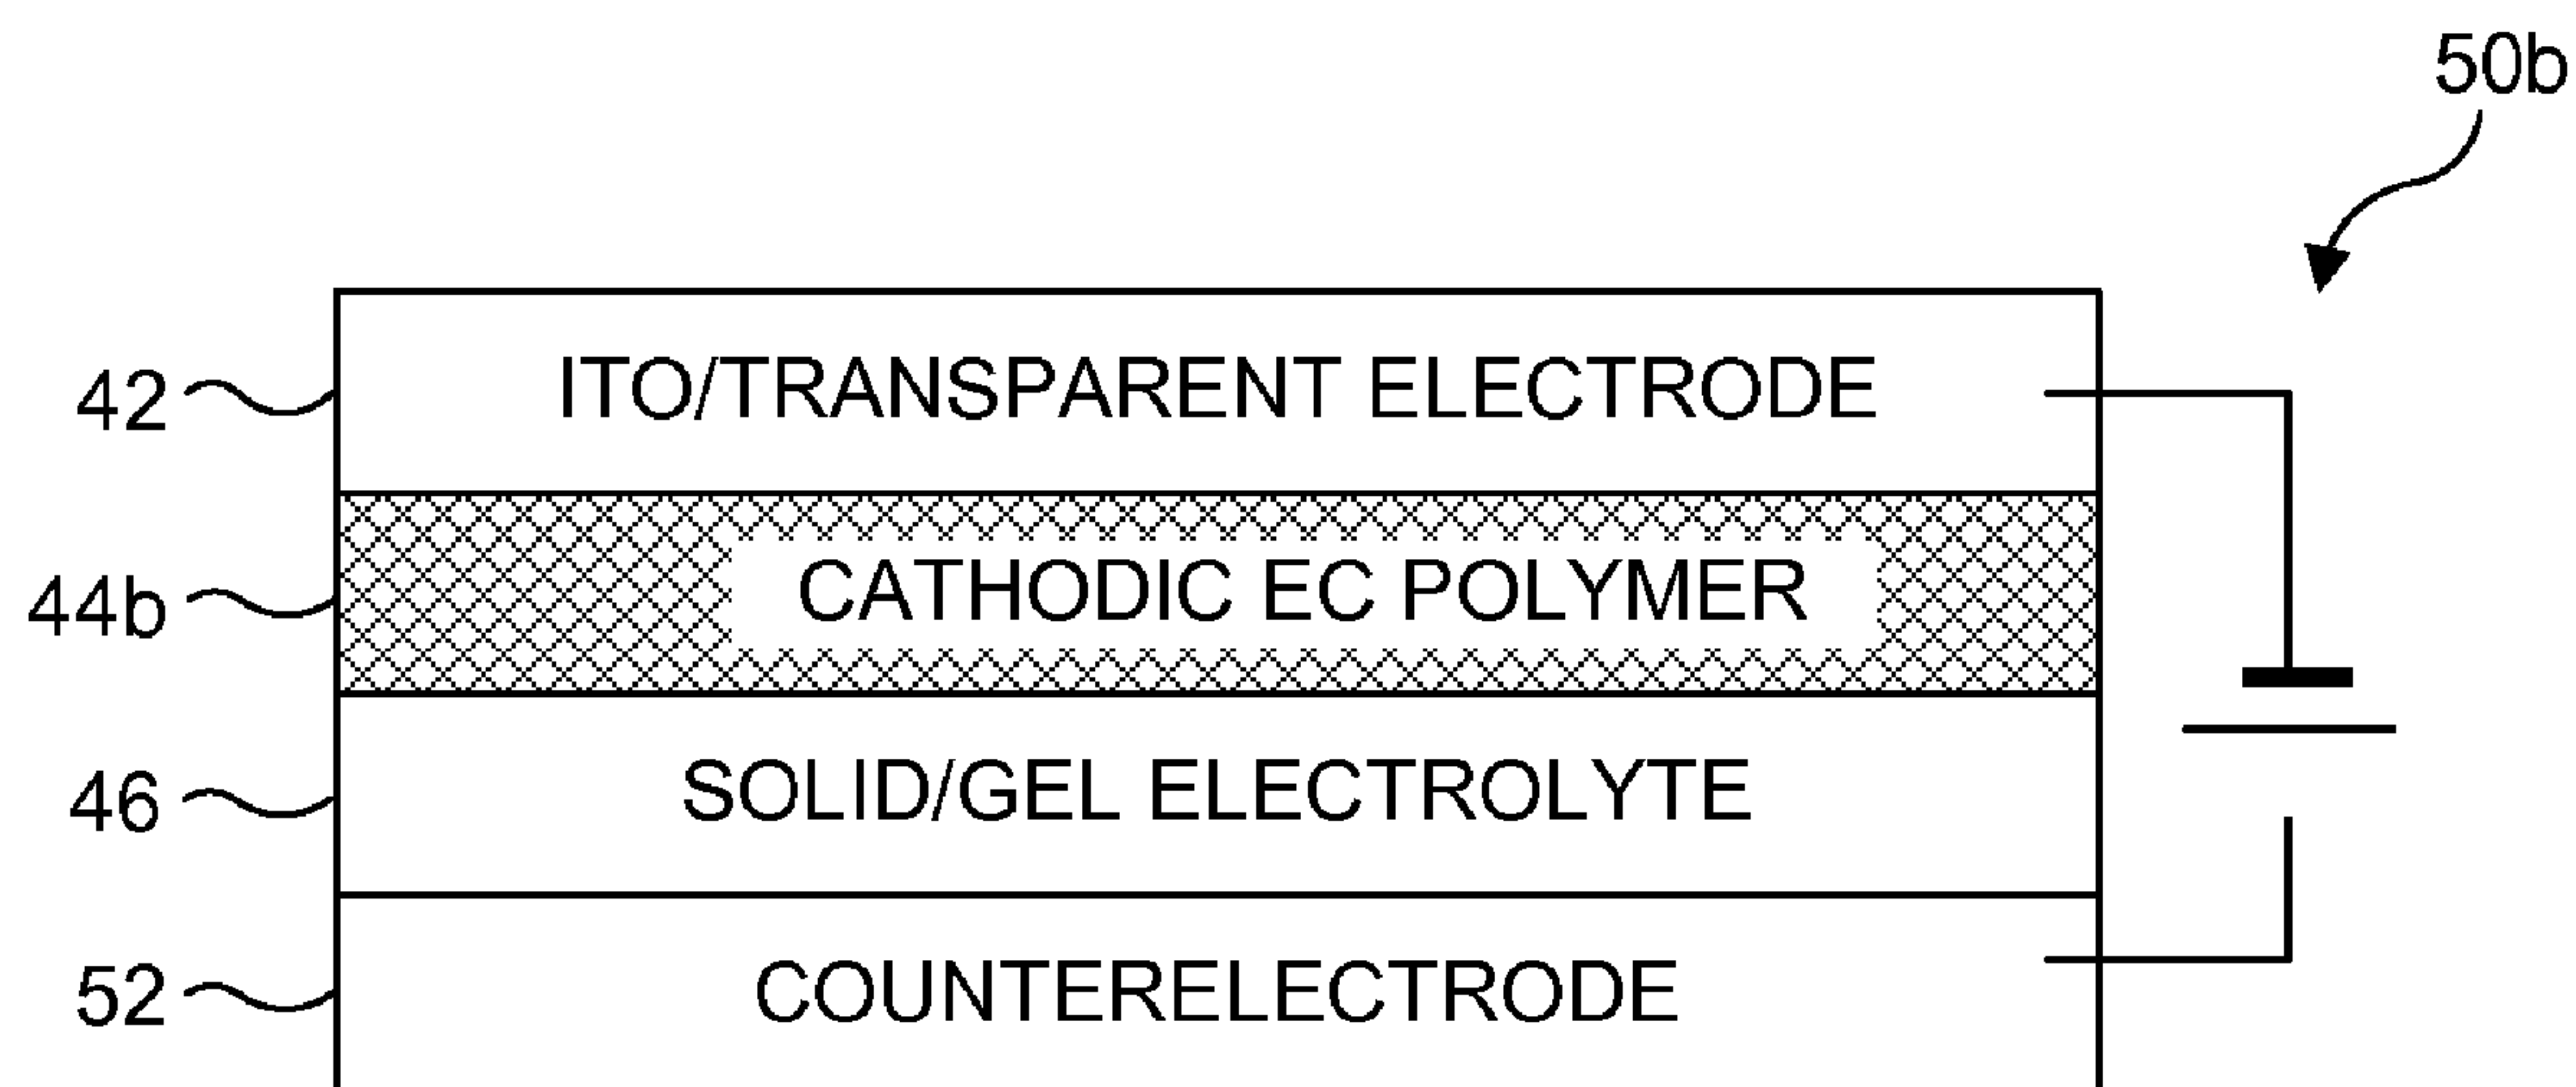 50b
42
ITO/TRANSPARENT ELECTRODE
44b
CATHODIC EC POLYMER
46
SOLID/GEL ELECTROLYTE
52
COUNTERELECTRODE